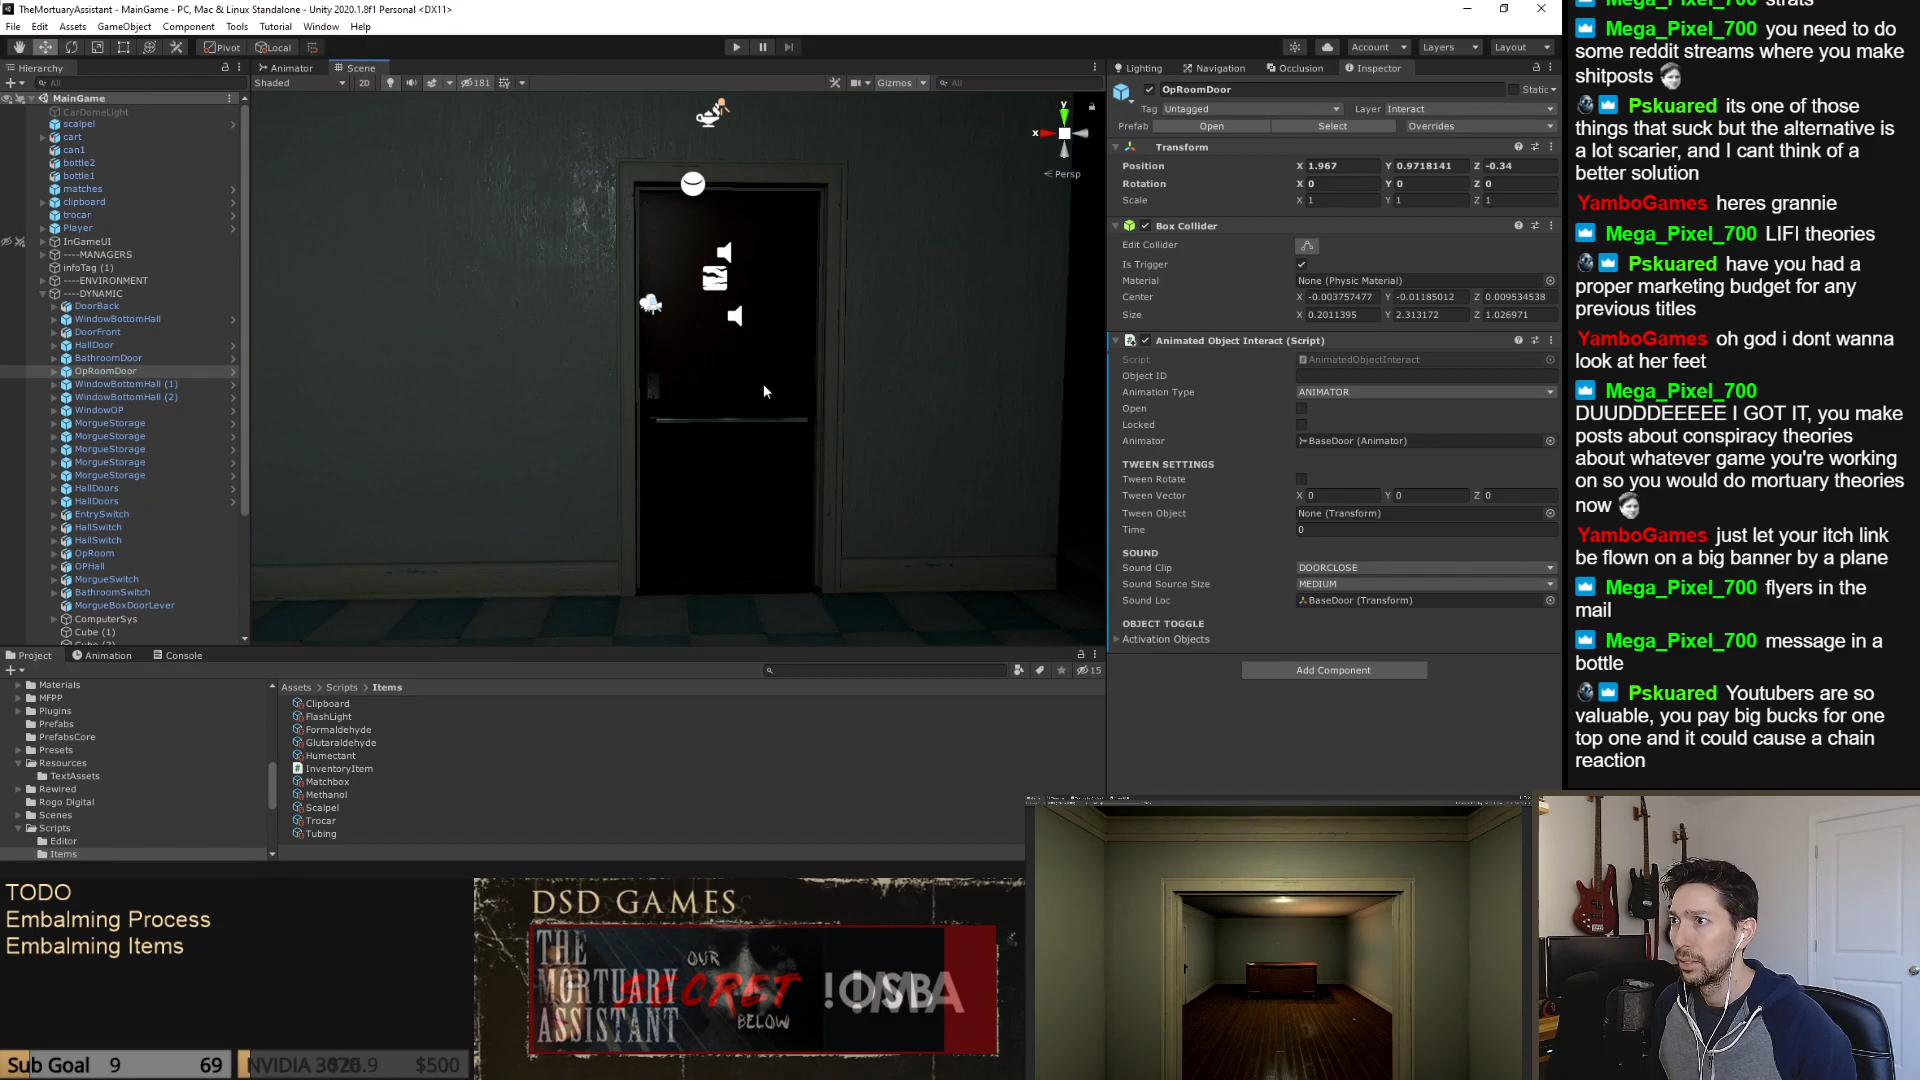 TheMortuaryAssistant - MainGame - PC, Mac & Linux Standalone - Unity 2020.1.8f1 Personal <DX11>
File Edit Assets GameObject Component Tools Tutorial Window Help
Pivot Local
Account Layers Layout
Hierarchy
All
MainGame
CarDomeLight
scalpel
cart
can1
bottle2
bottle1
matches
clipboard
trocar
Player
InGameUI
----MANAGERS
infoTag (1)
----ENVIRONMENT
----DYNAMIC
DoorBack
WindowBottomHall
DoorFront
HallDoor
BathroomDoor
OpRoomDoor
WindowBottomHall (1)
WindowBottomHall (2)
WindowOP
MorgueStorage
MorgueStorage
MorgueStorage
MorgueStorage
MorgueStorage
HallDoors
HallDoors
EntrySwitch
HallSwitch
HallSwitch
OpRoom
OPHall
MorgueSwitch
BathroomSwitch
MorgueBoxDoorLever
ComputerSys
Cube (1)
Animator Scene
Shaded 2D 181 Gizmos All
y
x
Persp
Lighting Navigation Occlusion Inspector
OpRoomDoor Static
Tag Untagged Layer Interact
Prefab Open Select Overrides
Transform
Position X 1.967 Y 0.9718141 Z -0.34
Rotation X 0 Y 0 Z 0
Scale X 1 Y 1 Z 1
Box Collider
Edit Collider
Is Trigger
Material None (Physic Material)
Center X -0.003757477 Y -0.01185012 Z 0.009534538
Size X 0.2011395 Y 2.313172 Z 1.026971
Animated Object Interact (Script)
Script AnimatedObjectInteract
Object ID
Animation Type ANIMATOR
Open
Locked
Animator BaseDoor (Animator)
TWEEN SETTINGS
Tween Rotate
Tween Vector X 0 Y 0 Z 0
Tween Object None (Transform)
Time 0
SOUND
Sound Clip DOORCLOSE
Sound Source Size MEDIUM
Sound Loc BaseDoor (Transform)
OBJECT TOGGLE
Activation Objects
Add Component
Project Animation Console
15
Materials
MFPP
Plugins
Prefabs
PrefabsCore
Presets
Resources
TextAssets
Rewired
Rogo Digital
Scenes
Scripts
Editor
Items
Assets > Scripts > Items
Clipboard
FlashLight
Formaldehyde
Glutaraldehyde
Humectant
InventoryItem
Matchbox
Methanol
Scalpel
Trocar
Tubing
strats
Mega_Pixel_700 you need to
do some reddit streams where you make
shitposts
Pskuared its one of those
things that suck but the alternative is
a lot scarier, and I cant think of a
better solution
YamboGames heres grannie
Mega_Pixel_700 LIF| theories
Pskuared have you had a
proper marketing budget for any
previous titles
YamboGames oh god i dont wanna
look at her feet
Mega_Pixel_700
DUUDDDEEEEE I GOT IT, you make
posts about conspiracy theories
about whatever game you're working
on so you would do mortuary theories
now
YamboGames just let your itch link
be flown on a big banner by a plane
Mega_Pixel_700 flyers in the
mail
Mega_Pixel_700 message in a
bottle
Pskuared Youtubers are so
valuable, you pay big bucks for one
top one and it could cause a chain
reaction
TODO
Embalming Process
Embalming Items
DSD GAMES
THE
MORTUARY
ASSISTANT
OUR
SECRET
BELOW
Sub Goal 9 69
$500